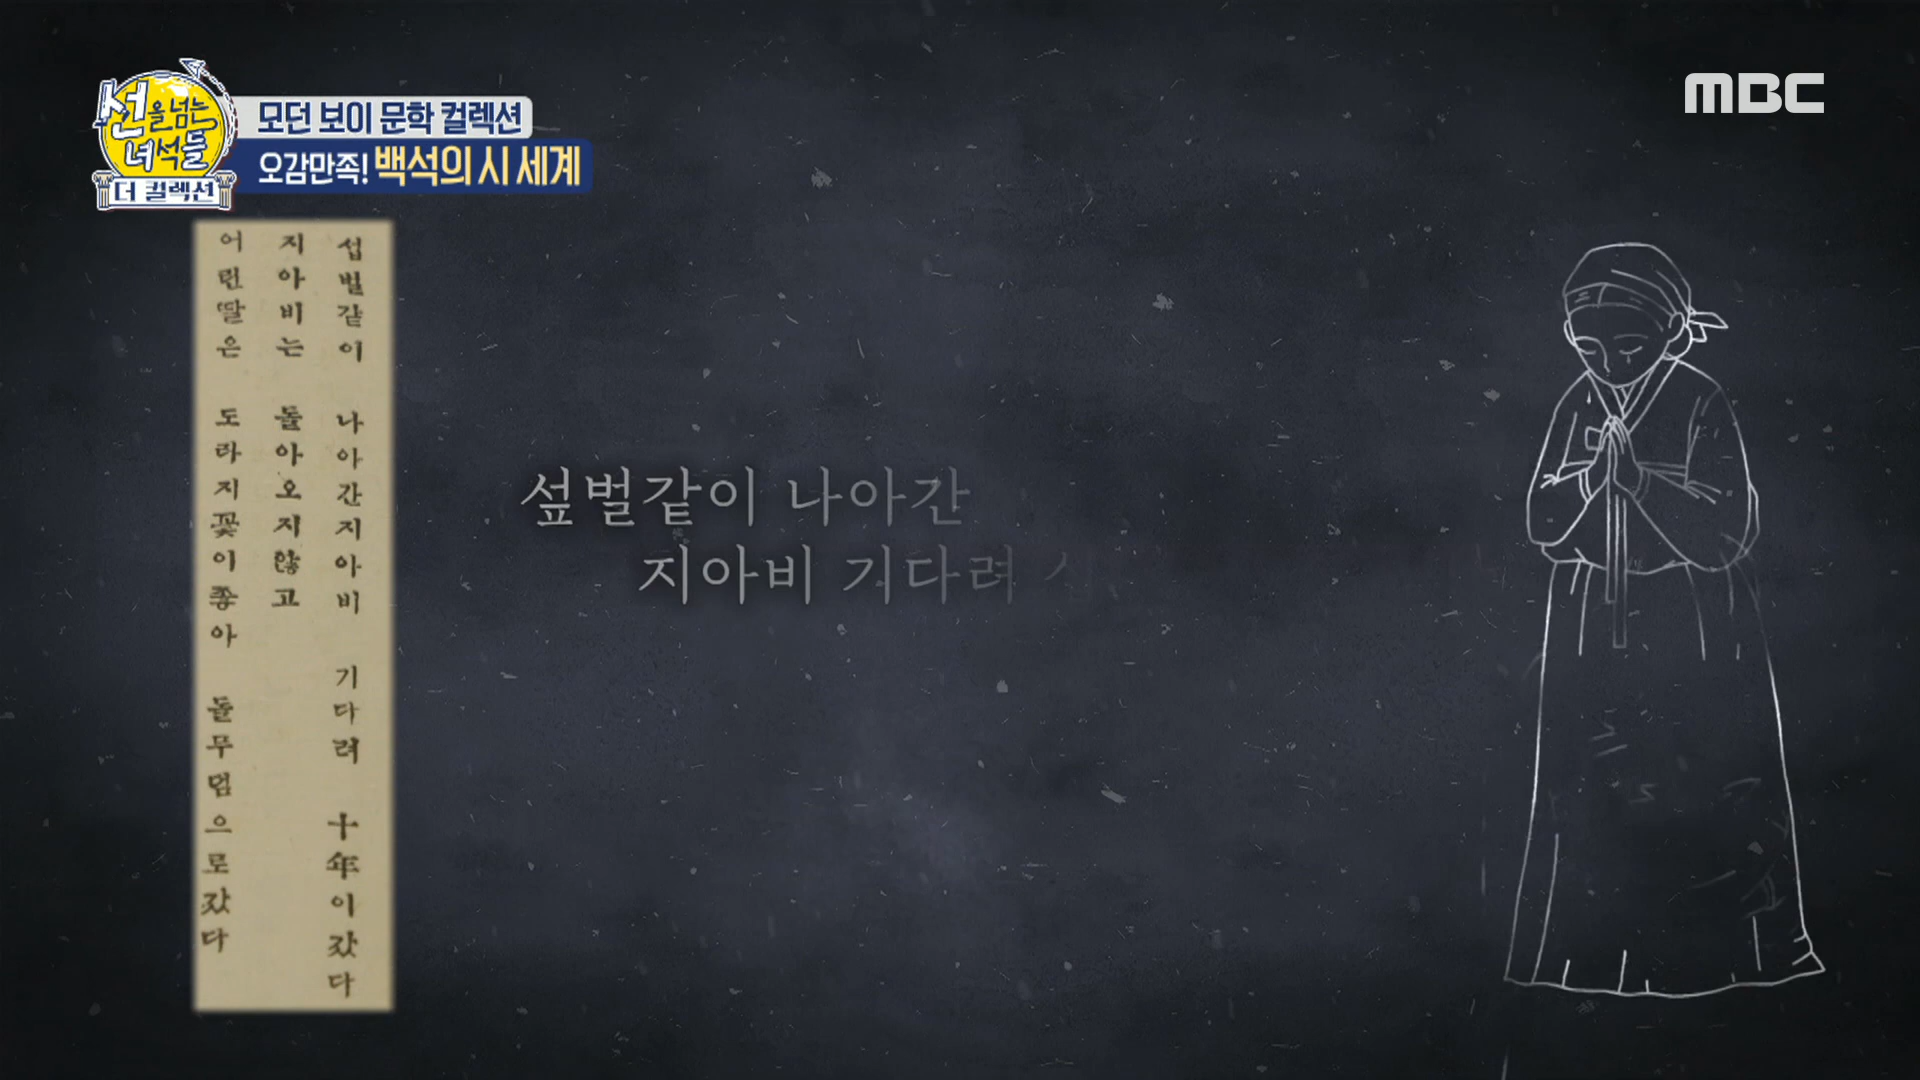 선을 넘는
녀석들
더 컬렉션
모던 보이 문학 컬렉션
오감만족! 백석의 시 세계
MBC
섭벌같이 나아간지아비 기다려 十年이갔다
지아비는 돌아오지않고
어린딸은 도라지꽃이좋아 돌무덤으로갔다
섶벌같이 나아간
지아비 기다려